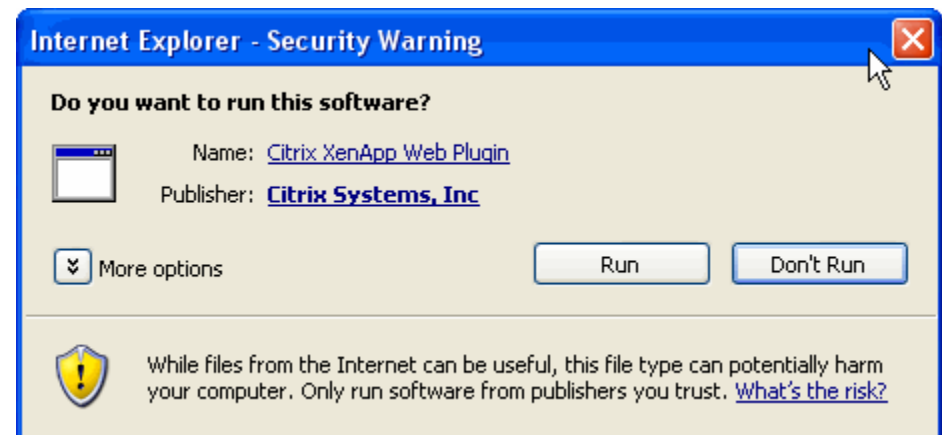 Internet Explorer - Security Warning
Do you want to run this software?
Name: Citrix XenApp Web Plugin
Publisher: Citrix Systems, Inc
More options
Run
Don't Run
While files from the Internet can be useful, this file type can potentially harm
your computer. Only run software from publishers you trust. What's the risk?